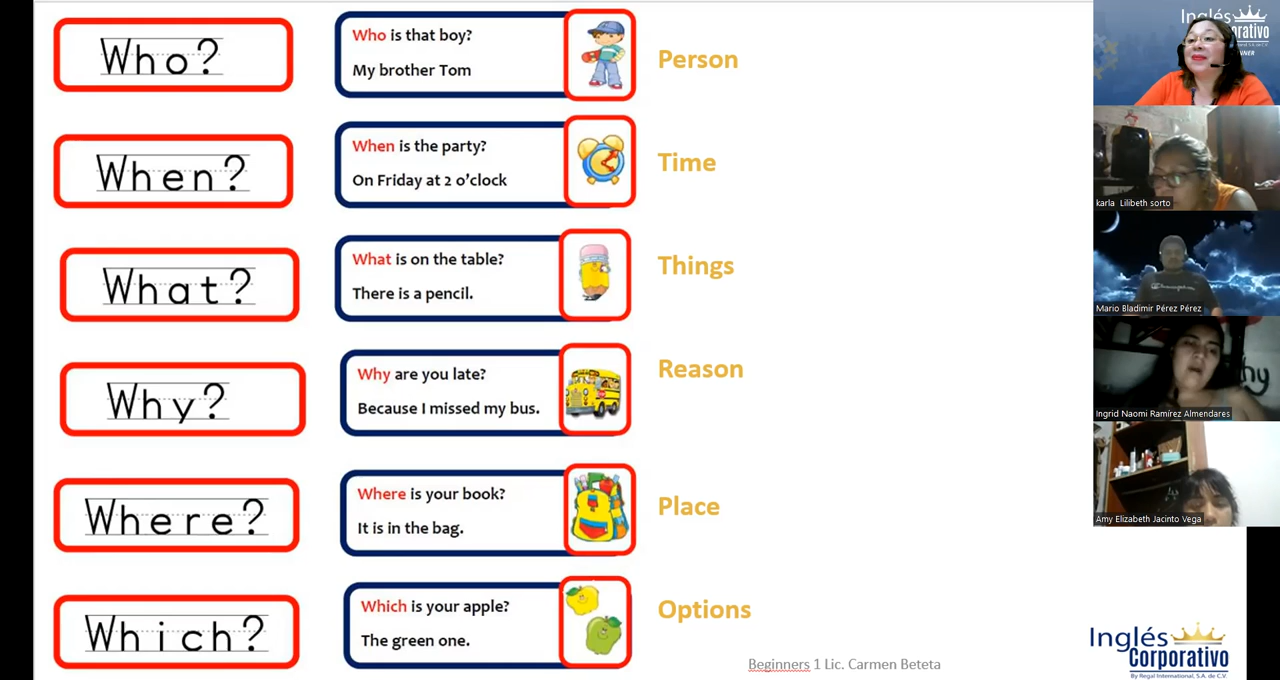 Who?
Who is that boy?
My brother Tom
Person
When?
When is the party?
On Friday at 2 o'clock
Time
What?
What is on the table?
There is a pencil.
Things
Why?
Why are you late?
Because I missed my bus.
Reason
Where?
Where is your book?
It is in the bag.
Place
Which?
Which is your apple?
The green one.
Options
Beginners 1 Lic. Carmen Beteta
Inglés
Corporativo
By Regal International, S.A. de C.V.
Inglés
karla Lilibeth sorto
Mario Bladimir Pérez Pérez
Ingrid Naomi Ramírez Almendares
Amy Elizabeth Jacinto Vega